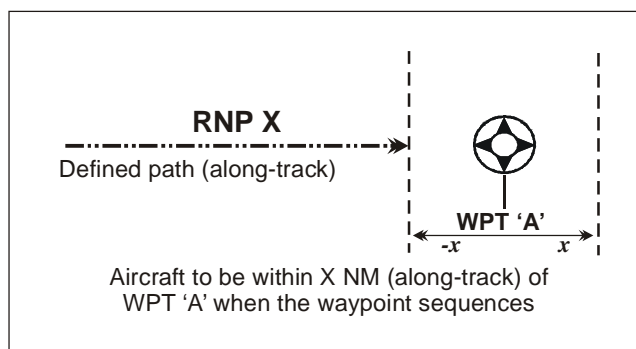 RNP X
Defined path (along-track)
WPT ‘A’
-x x
Aircraft to be within X NM (along-track) of
WPT ‘A’ when the waypoint sequences